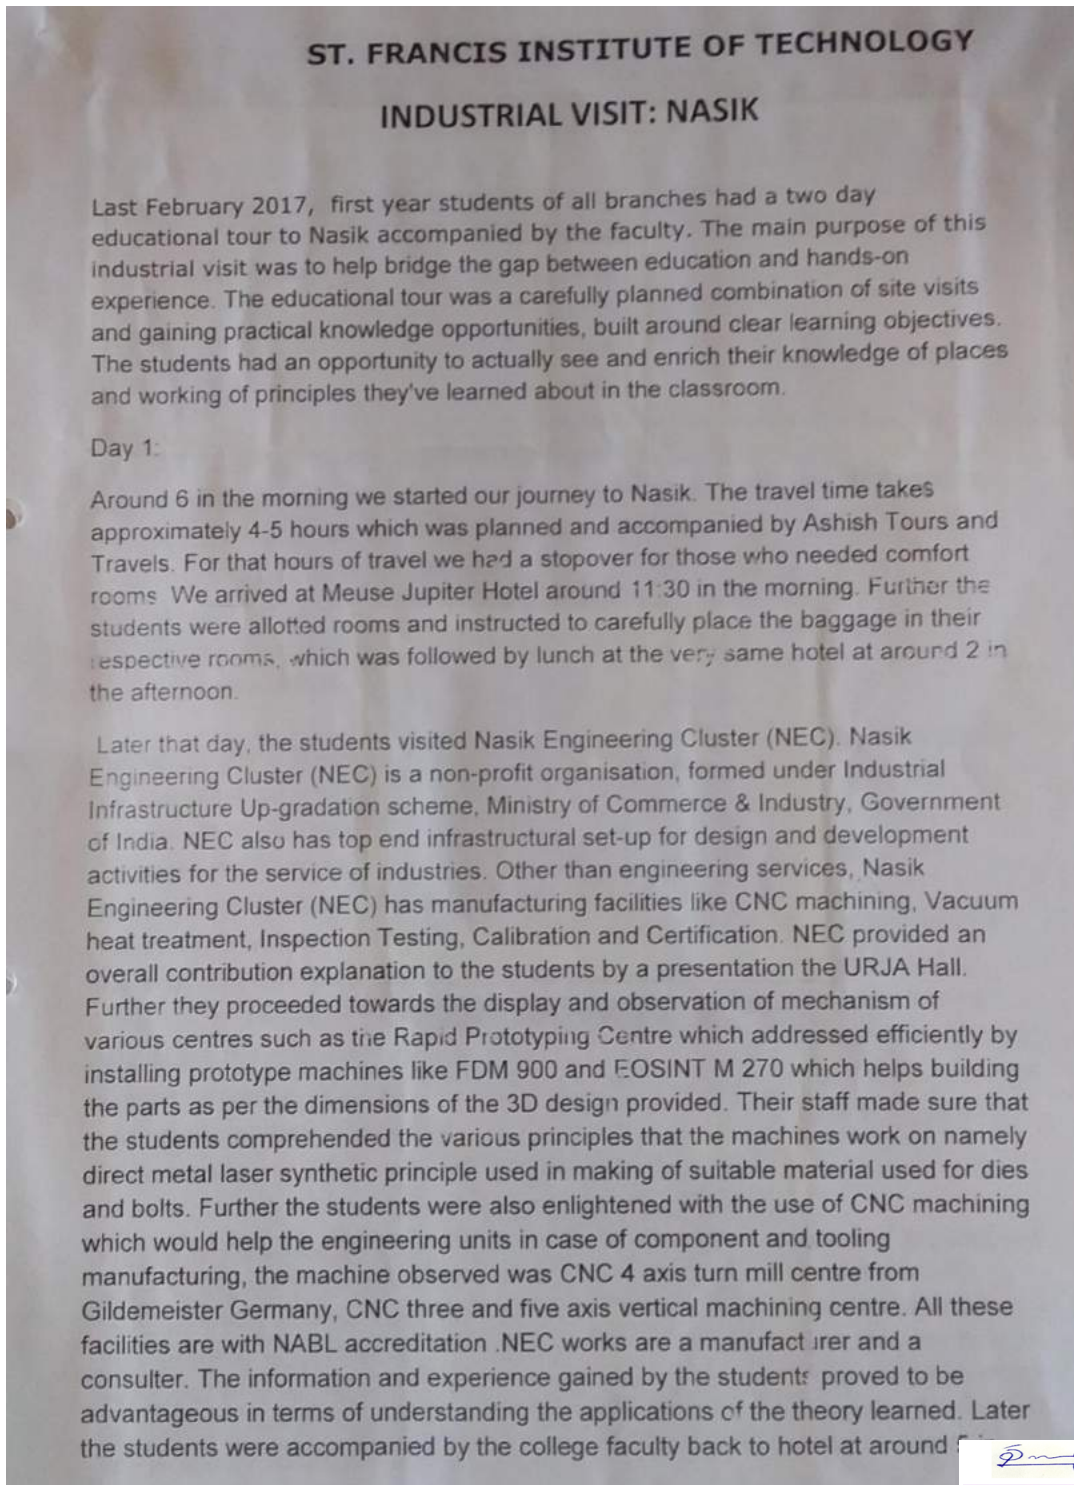 ST. FRANCIS INSTITUTE OF TECHNOLOGY
INDUSTRIAL VISIT: NASIK
Last February 2017, first year students of all branches had a two day
educational tour to Nasik accompanied by the faculty. The main purpose of this
industrial visit was to help bridge the gap between education and hands-on
experience. The educational tour was a carefully planned combination of site visits
and gaining practical knowledge opportunities, built around clear learning objectives.
The students had an opportunity to actually see and enrich their knowledge of places
and working of principles they've learned about in the classroom.
Day 1:
Around 6 in the morning we started our journey to Nasik. The travel time takes
approximately 4-5 hours which was planned and accompanied by Ashish Tours and
Travels. For that hours of travel we had a stopover for those who needed comfort
rooms We arrived at Meuse Jupiter Hotel around 11:30 in the morning. Further the
students were allotted rooms and instructed to carefully place the baggage in their
respective rooms, which was followed by lunch at the very same hotel at around 2 in
the afternoon.
Later that day, the students visited Nasik Engineering Cluster (NEC). Nasik
Engineering Cluster (NEC) is a non-profit organisation, formed under Industrial
Infrastructure Up-gradation scheme, Ministry of Commerce & Industry, Government
of India. NEC also has top end infrastructural set-up for design and development
activities for the service of industries. Other than engineering services, Nasik
Engineering Cluster (NEC) has manufacturing facilities like CNC machining, Vacuum
heat treatment, Inspection Testing, Calibration and Certification. NEC provided an
overall contribution explanation to the students by a presentation the URJA Hall.
Further they proceeded towards the display and observation of mechanism of
various centres such as the Rapid Prototyping Centre which addressed efficiently by
installing prototype machines like FDM 900 and EOSINT M 270 which helps building
the parts as per the dimensions of the 3D design provided. Their staff made sure that
the students comprehended the various principles that the machines work on namely
direct metal laser synthetic principle used in making of suitable material used for dies
and bolts. Further the students were also enlightened with the use of CNC machining
which would help the engineering units in case of component and tooling
manufacturing, the machine observed was CNC 4 axis turn mill centre from
Gildemeister Germany, CNC three and five axis vertical machining centre. All these
facilities are with NABL accreditation .NEC works are a manufacturer and a
consulter. The information and experience gained by the students proved to be
advantageous in terms of understanding the applications of the theory learned. Later
the students were accompanied by the college faculty back to hotel at around